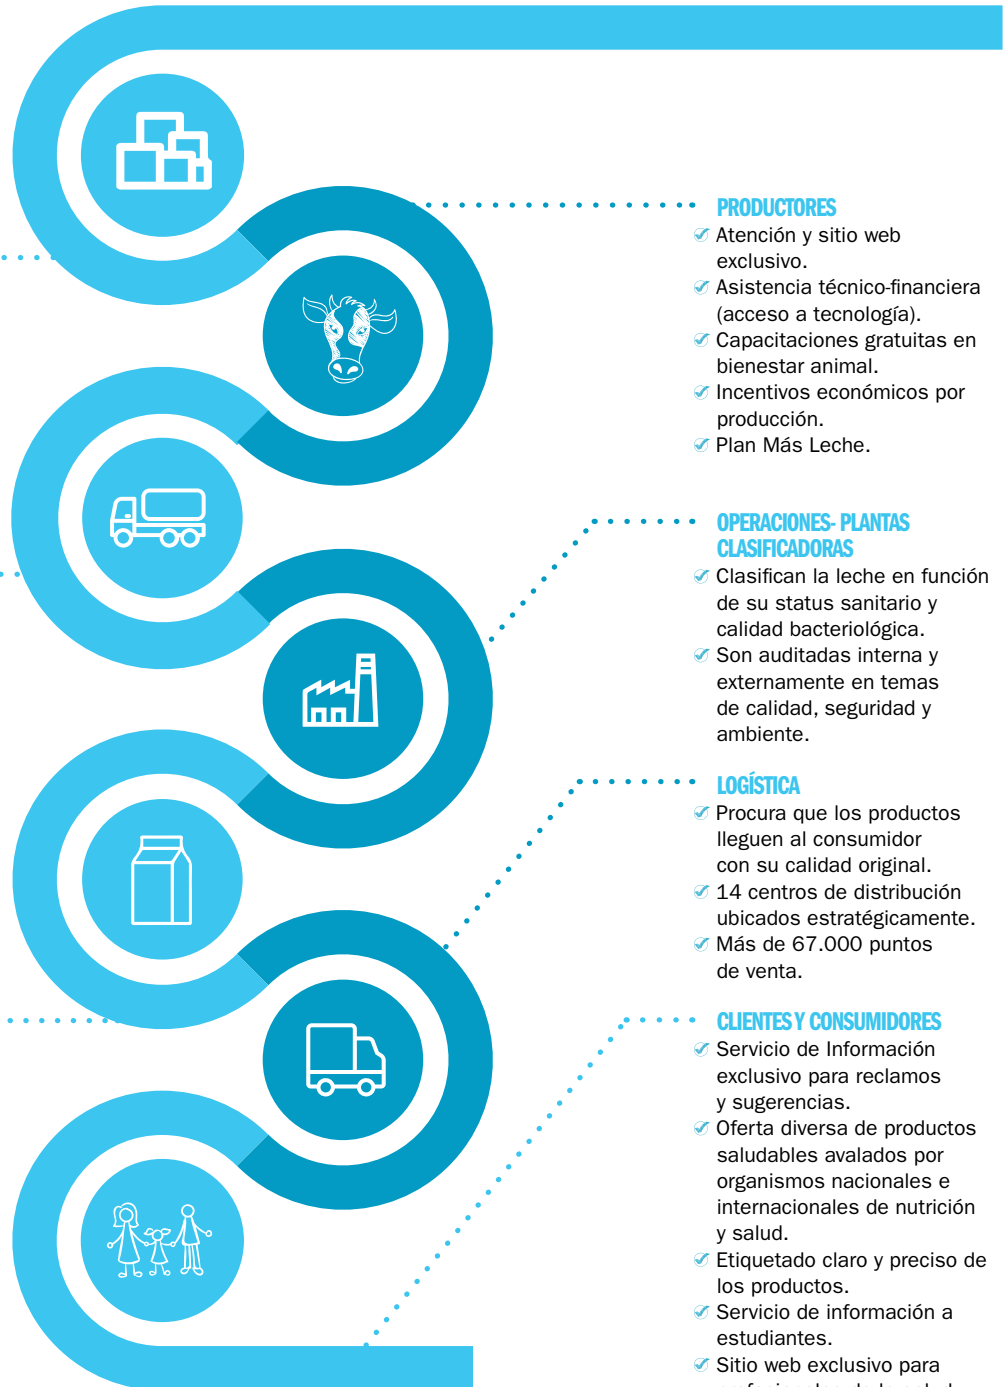 PRODUCTORES
Atención y sitio web
exclusivo.
Asistencia técnico-financiera
(acceso a tecnología).
Capacitaciones gratuitas en
bienestar animal.
Incentivos económicos por
producción.
Plan Más Leche.
OPERACIONES- PLANTAS
CLASIFICADORAS
Clasifican la leche en función
de su status sanitario y
calidad bacteriológica.
Son auditadas interna y
externamente en temas
de calidad, seguridad y
ambiente.
LOGÍSTICA
Procura que los productos
lleguen al consumidor
con su calidad original.
14 centros de distribución
ubicados estratégicamente.
Más de 67.000 puntos
de venta.
CLIENTES Y CONSUMIDORES
Servicio de Información
exclusivo para reclamos
y sugerencias.
Oferta diversa de productos
saludables avalados por
organismos nacionales e
internacionales de nutrición
y salud.
Etiquetado claro y preciso de
los productos.
Servicio de información a
estudiantes.
Sitio web exclusivo para